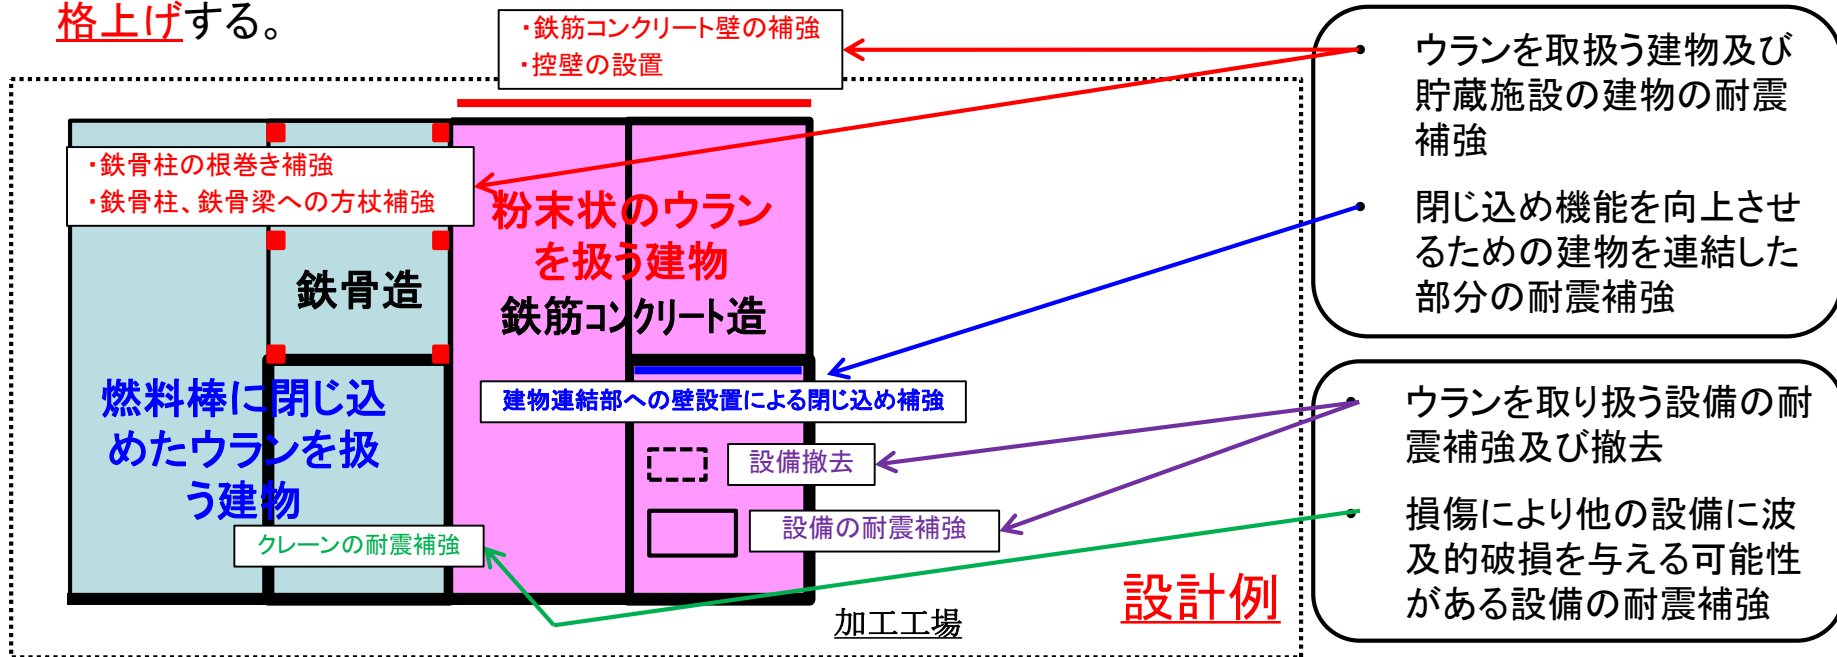 格上げする。
・鉄筋コンクリート壁の補強
・控壁の設置
・鉄骨柱の根巻き補強
・鉄骨柱、鉄骨梁への方杖補強
粉末状のウラン
を扱う建物
鉄筋コンクリート造
鉄骨造
燃料棒に閉じ込
めたウランを扱
う建物
建物連結部への壁設置による閉じ込め補強
設備撤去
設備の耐震補強
クレーンの耐震補強
加工工場
設計例
• ウランを取扱う建物及び
貯蔵施設の建物の耐震
補強
• 閉じ込め機能を向上させ
るための建物を連結した
部分の耐震補強
• ウランを取り扱う設備の耐
震補強及び撤去
• 損傷により他の設備に波
及的破損を与える可能性
がある設備の耐震補強